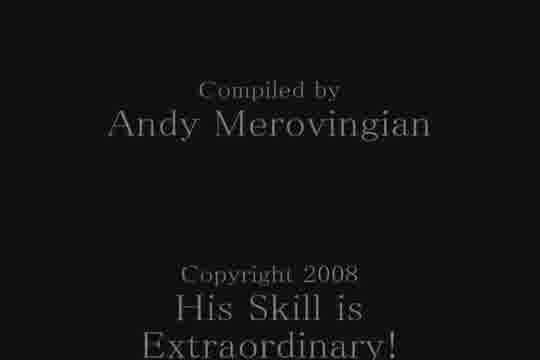 Compiled by
Andy Merovingian
Copyright 2008
His Skill is
Extraordinary!